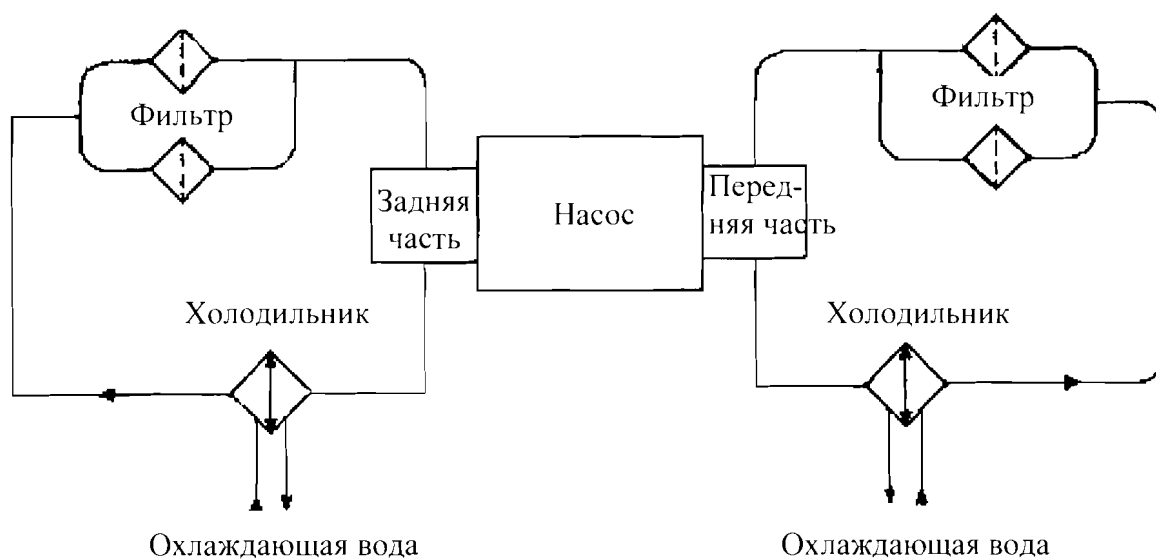 Фильтр
Фильтр
Задняя
часть
Насос
Перед-
няя часть
Холодильник
Холодильник
Охлаждающая вода
Охлаждающая вода